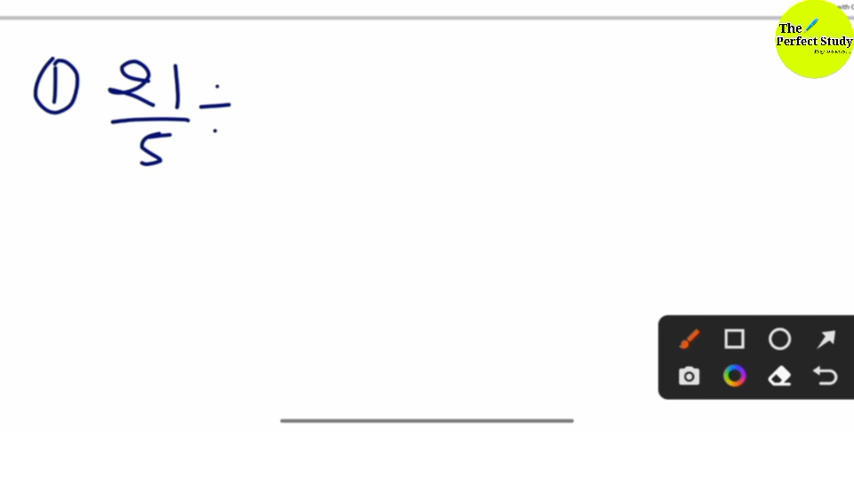 The
Perfect Study
① 21/5 ÷